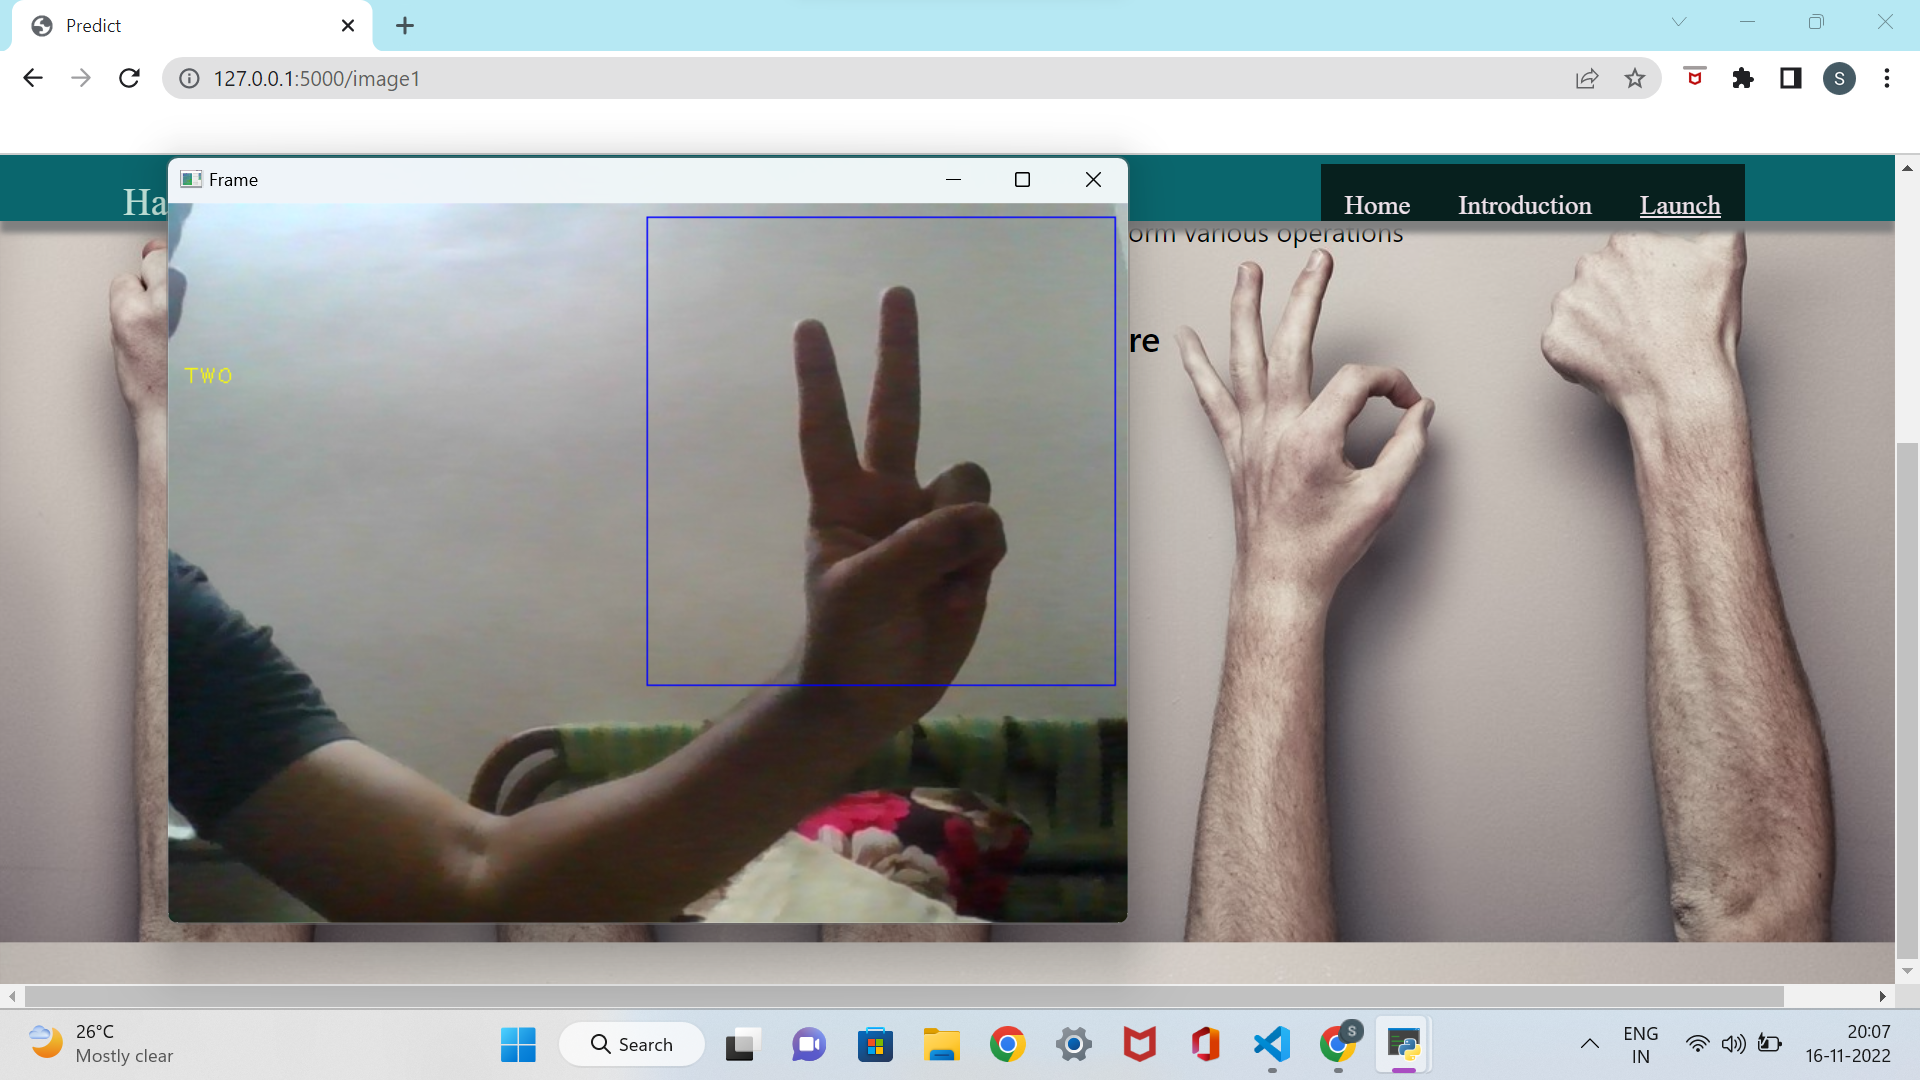 Predict
127.0.0.1:5000/image1
Frame
Ha
Home Introduction Launch
orm various operations
re
TWO
26°C
Mostly clear
Search
S
S
ENG
IN
20:07
16-11-2022